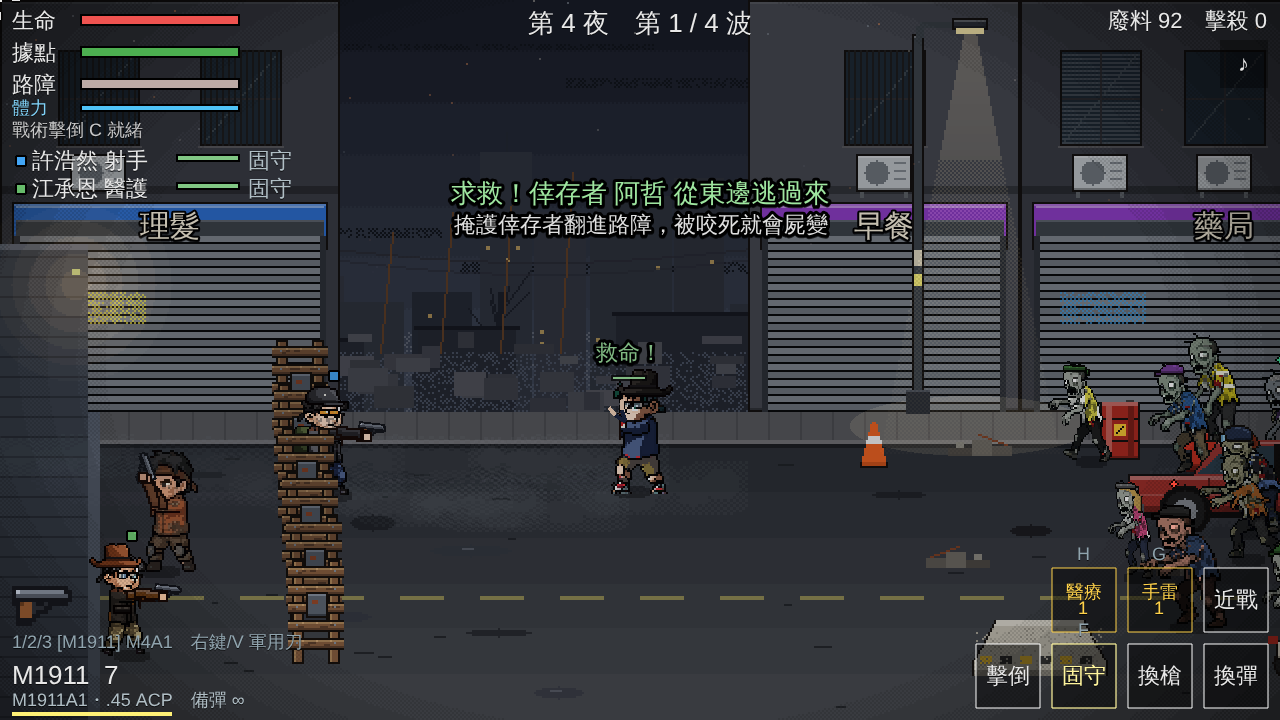 生命
第 4 夜　第 1 / 4 波
廢料 92　擊殺 0
據點
♪
路障
體力
戰術擊倒 C 就緒
許浩然 射手 固守
江承恩 醫護 固守
求救！倖存者 阿哲 從東邊逃過來
掩護倖存者翻進路障，被咬死就會屍變
理髮
早餐
藥局
救命！
H
G
醫療
1
手雷
1
近戰
F
1/2/3 [M1911] M4A1　右鍵/V 軍用刀
M1911 7
M1911A1・.45 ACP　備彈 ∞
擊倒
固守
換槍
換彈